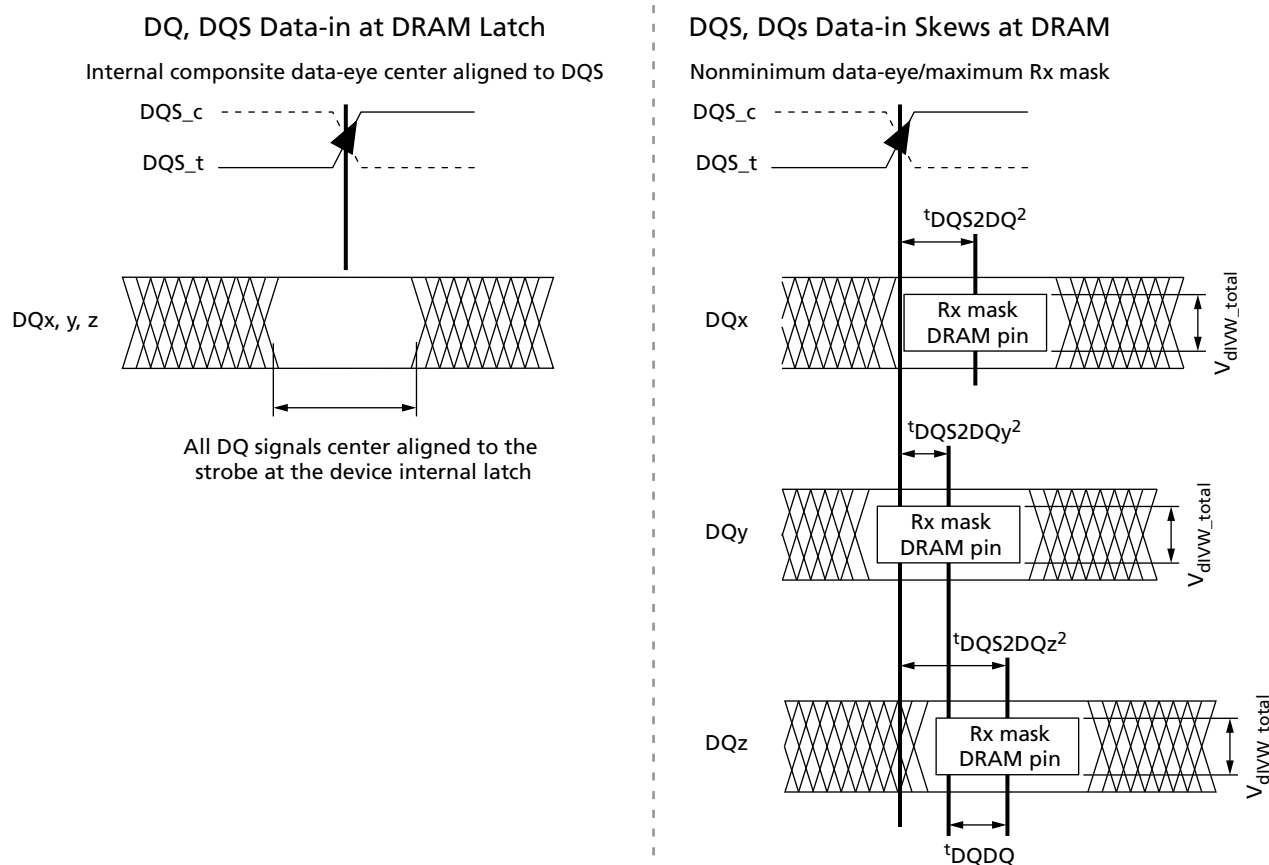 DQ, DQS Data-in at DRAM Latch
Internal componsite data-eye center aligned to DQS
DQS_c
DQS_t
DQx, y, z
All DQ signals center aligned to the
strobe at the device internal latch
DQS, DQs Data-in Skews at DRAM
Nonminimum data-eye/maximum Rx mask
DQS_c
DQS_t
tDQS2DQ2
DQx
Rx mask
DRAM pin
VdIVW_total
tDQS2DQy2
DQy
Rx mask
DRAM pin
VdIVW_total
tDQS2DQz2
DQz
Rx mask
DRAM pin
VdIVW_total
tDQDQ